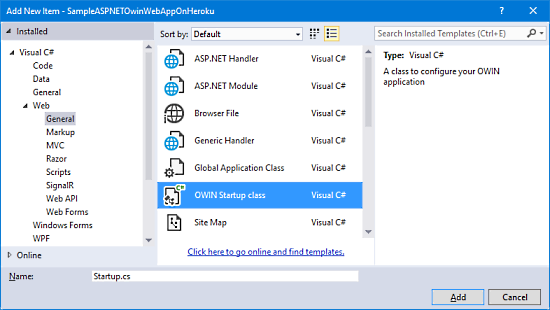 Add New Item - SampleASPNETOwinWebAppOnHeroku
Installed
Sort by: Default
Search Installed Templates (Ctrl+E)
Visual C#
Code
Data
General
Web
General
Markup
MVC
Razor
Scripts
SignalR
Web API
Web Forms
Windows Forms
WPF
Online
ASP.NET Handler Visual C#
ASP.NET Module Visual C#
Browser File Visual C#
Generic Handler Visual C#
Global Application Class Visual C#
C# OWIN Startup class Visual C#
Site Map Visual C#
Click here to go online and find templates.
Type: Visual C#
A class to configure your OWIN
application
Name: Startup.cs
Add Cancel